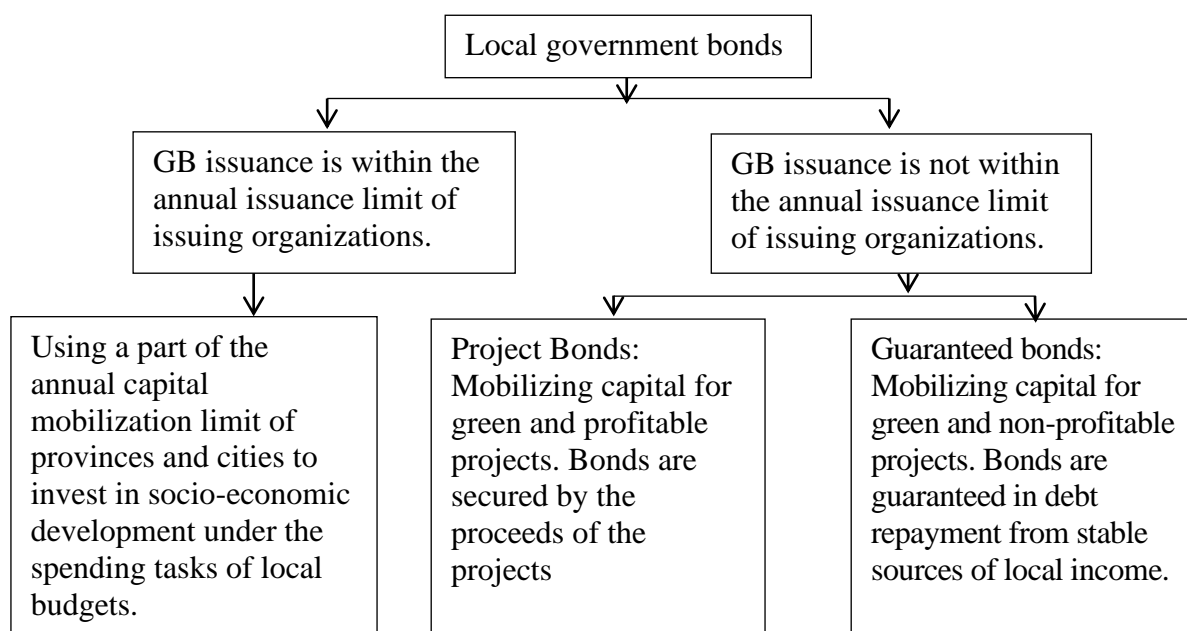 Local government bonds
GB issuance is within the
annual issuance limit of
issuing organizations.
GB issuance is not within
the annual issuance limit
of issuing organizations.
Using a part of the
annual capital
mobilization limit of
provinces and cities to
invest in socio-economic
development under the
spending tasks of local
budgets.
Project Bonds:
Mobilizing capital for
green and profitable
projects. Bonds are
secured by the
proceeds of the
projects
Guaranteed bonds:
Mobilizing capital for
green and non-profitable
projects. Bonds are
guaranteed in debt
repayment from stable
sources of local income.